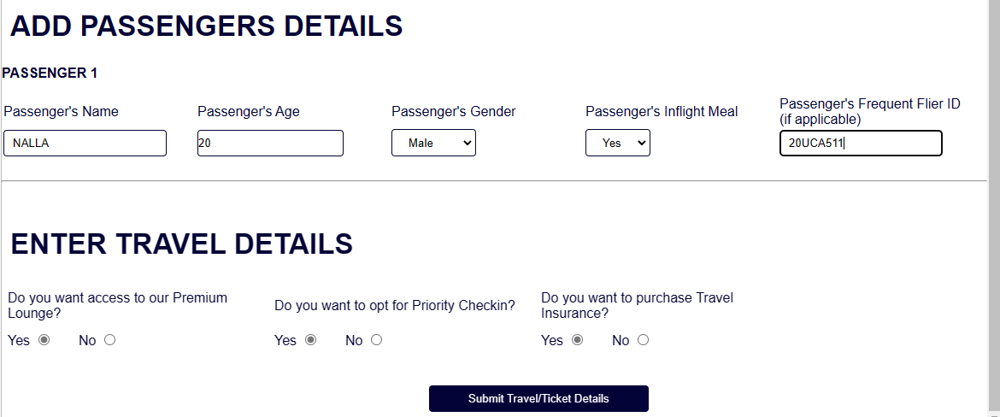 ADD PASSENGERS DETAILS
PASSENGER 1
Passenger's Name
Passenger's Age
Passenger's Gender
Passenger's Inflight Meal
Passenger's Frequent Flier ID
(if applicable)
NALLA
20
Male
Yes
20UCA511
ENTER TRAVEL DETAILS
Do you want access to our Premium
Lounge?
Yes No
Do you want to opt for Priority Checkin?
Yes No
Do you want to purchase Travel
Insurance?
Yes No
Submit Travel/Ticket Details